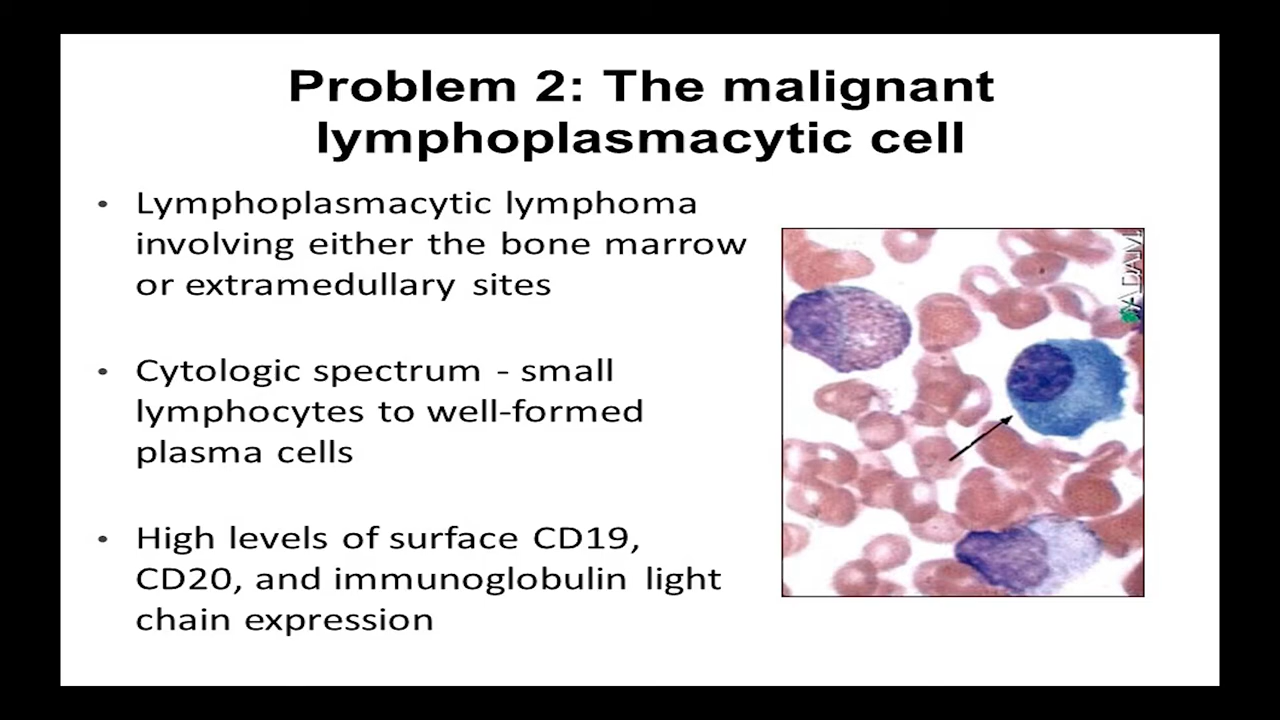 Problem 2: The malignant
lymphoplasmacytic cell
• Lymphoplasmacytic lymphoma
involving either the bone marrow
or extramedullary sites
• Cytologic spectrum - small
lymphocytes to well-formed
plasma cells
• High levels of surface CD19,
CD20, and immunoglobulin light
chain expression
ADAM